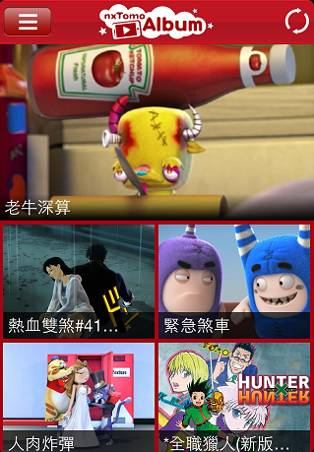 nxTomo
Album
Fresh
TOMATO
KETCHUP
老牛深算
熱血雙煞#41...
緊急煞車
人肉炸彈
HUNTER
HUNTER
*全職獵人(新版...